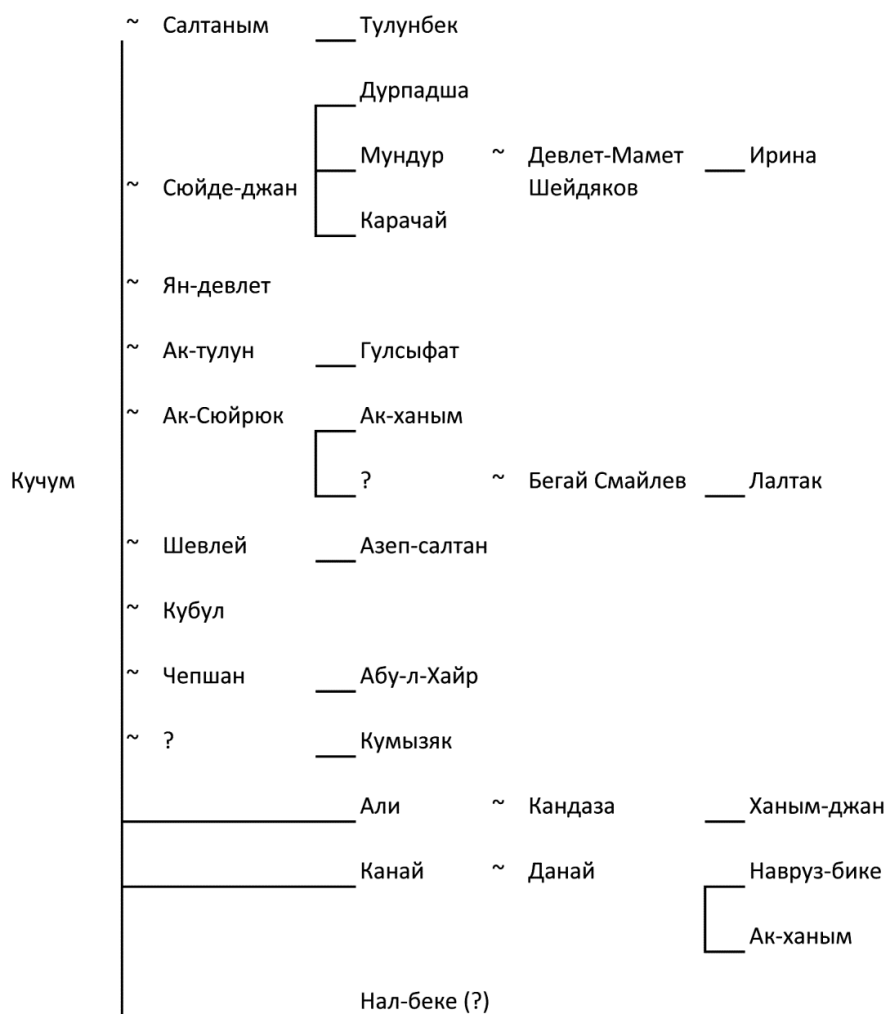 ~ Салтаным Тулунбек
Дурпадша
Мундур ~ Девлет-Мамет Ирина
~ Сюйде-джан Шейдяков
Карачай
~ Ян-девлет
~ Ак-тулун Гулсыфат
~ Ак-Сюйрюк Ак-ханым
Кучум ? ~ Бегай Смайлев Лалтак
~ Шевлей Азеп-салтан
~ Кубул
~ Чепшан Абу-л-Хайр
~ ? Кумызяк
Али ~ Кандаза Ханым-джан
Канай ~ Данай Навруз-бике
Ак-ханым
Нал-беке (?)